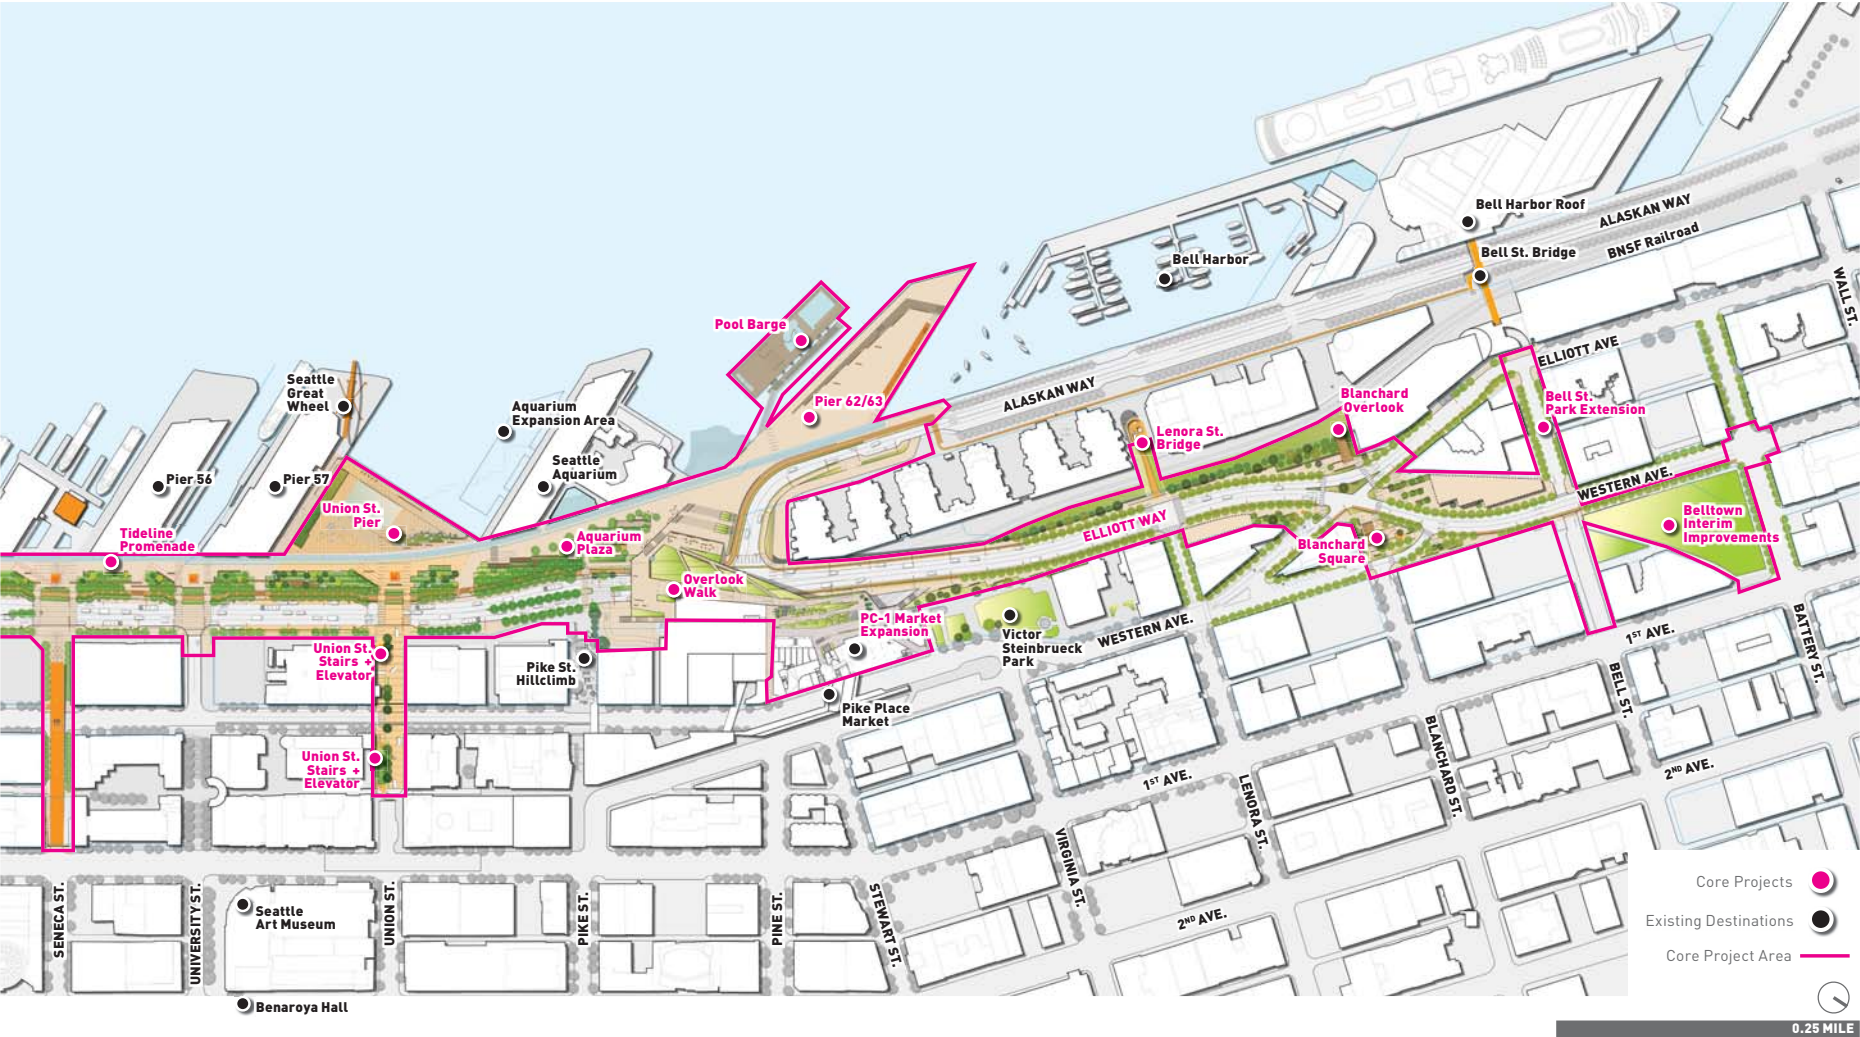 Bell Harbor Roof
ALASKAN WAY
BNSF Railroad
Bell St. Bridge
Bell Harbor
WALL ST.
Pool Barge
ELLIOTT AVE
Seattle
Great
Wheel
Aquarium
Expansion Area
Pier 62/63
ALASKAN WAY
Blanchard
Overlook
Bell St.
Park Extension
Lenora St.
Bridge
Pier 56
Pier 57
Seattle
Aquarium
WESTERN AVE.
Union St.
Pier
Tideline
Promenade
Aquarium
Plaza
ELLIOTT WAY
Blanchard
Square
Belltown
Interim
Improvements
Overlook
Walk
PC-1 Market
Expansion
Victor
Steinbrueck
Park
WESTERN AVE.
1ST AVE.
BATTERY ST.
Union St.
Stairs +
Elevator
Pike St.
Hillclimb
Pike Place
Market
BELL ST.
Union St.
Stairs +
Elevator
1ST AVE.
LENORA ST.
BLANCHARD ST.
2ND AVE.
VIRGINIA ST.
SENECA ST.
UNIVERSITY ST.
Seattle
Art Museum
UNION ST.
PIKE ST.
PINE ST.
STEWART ST.
2ND AVE.
Benaroya Hall
Core Projects
Existing Destinations
Core Project Area
0.25 MILE